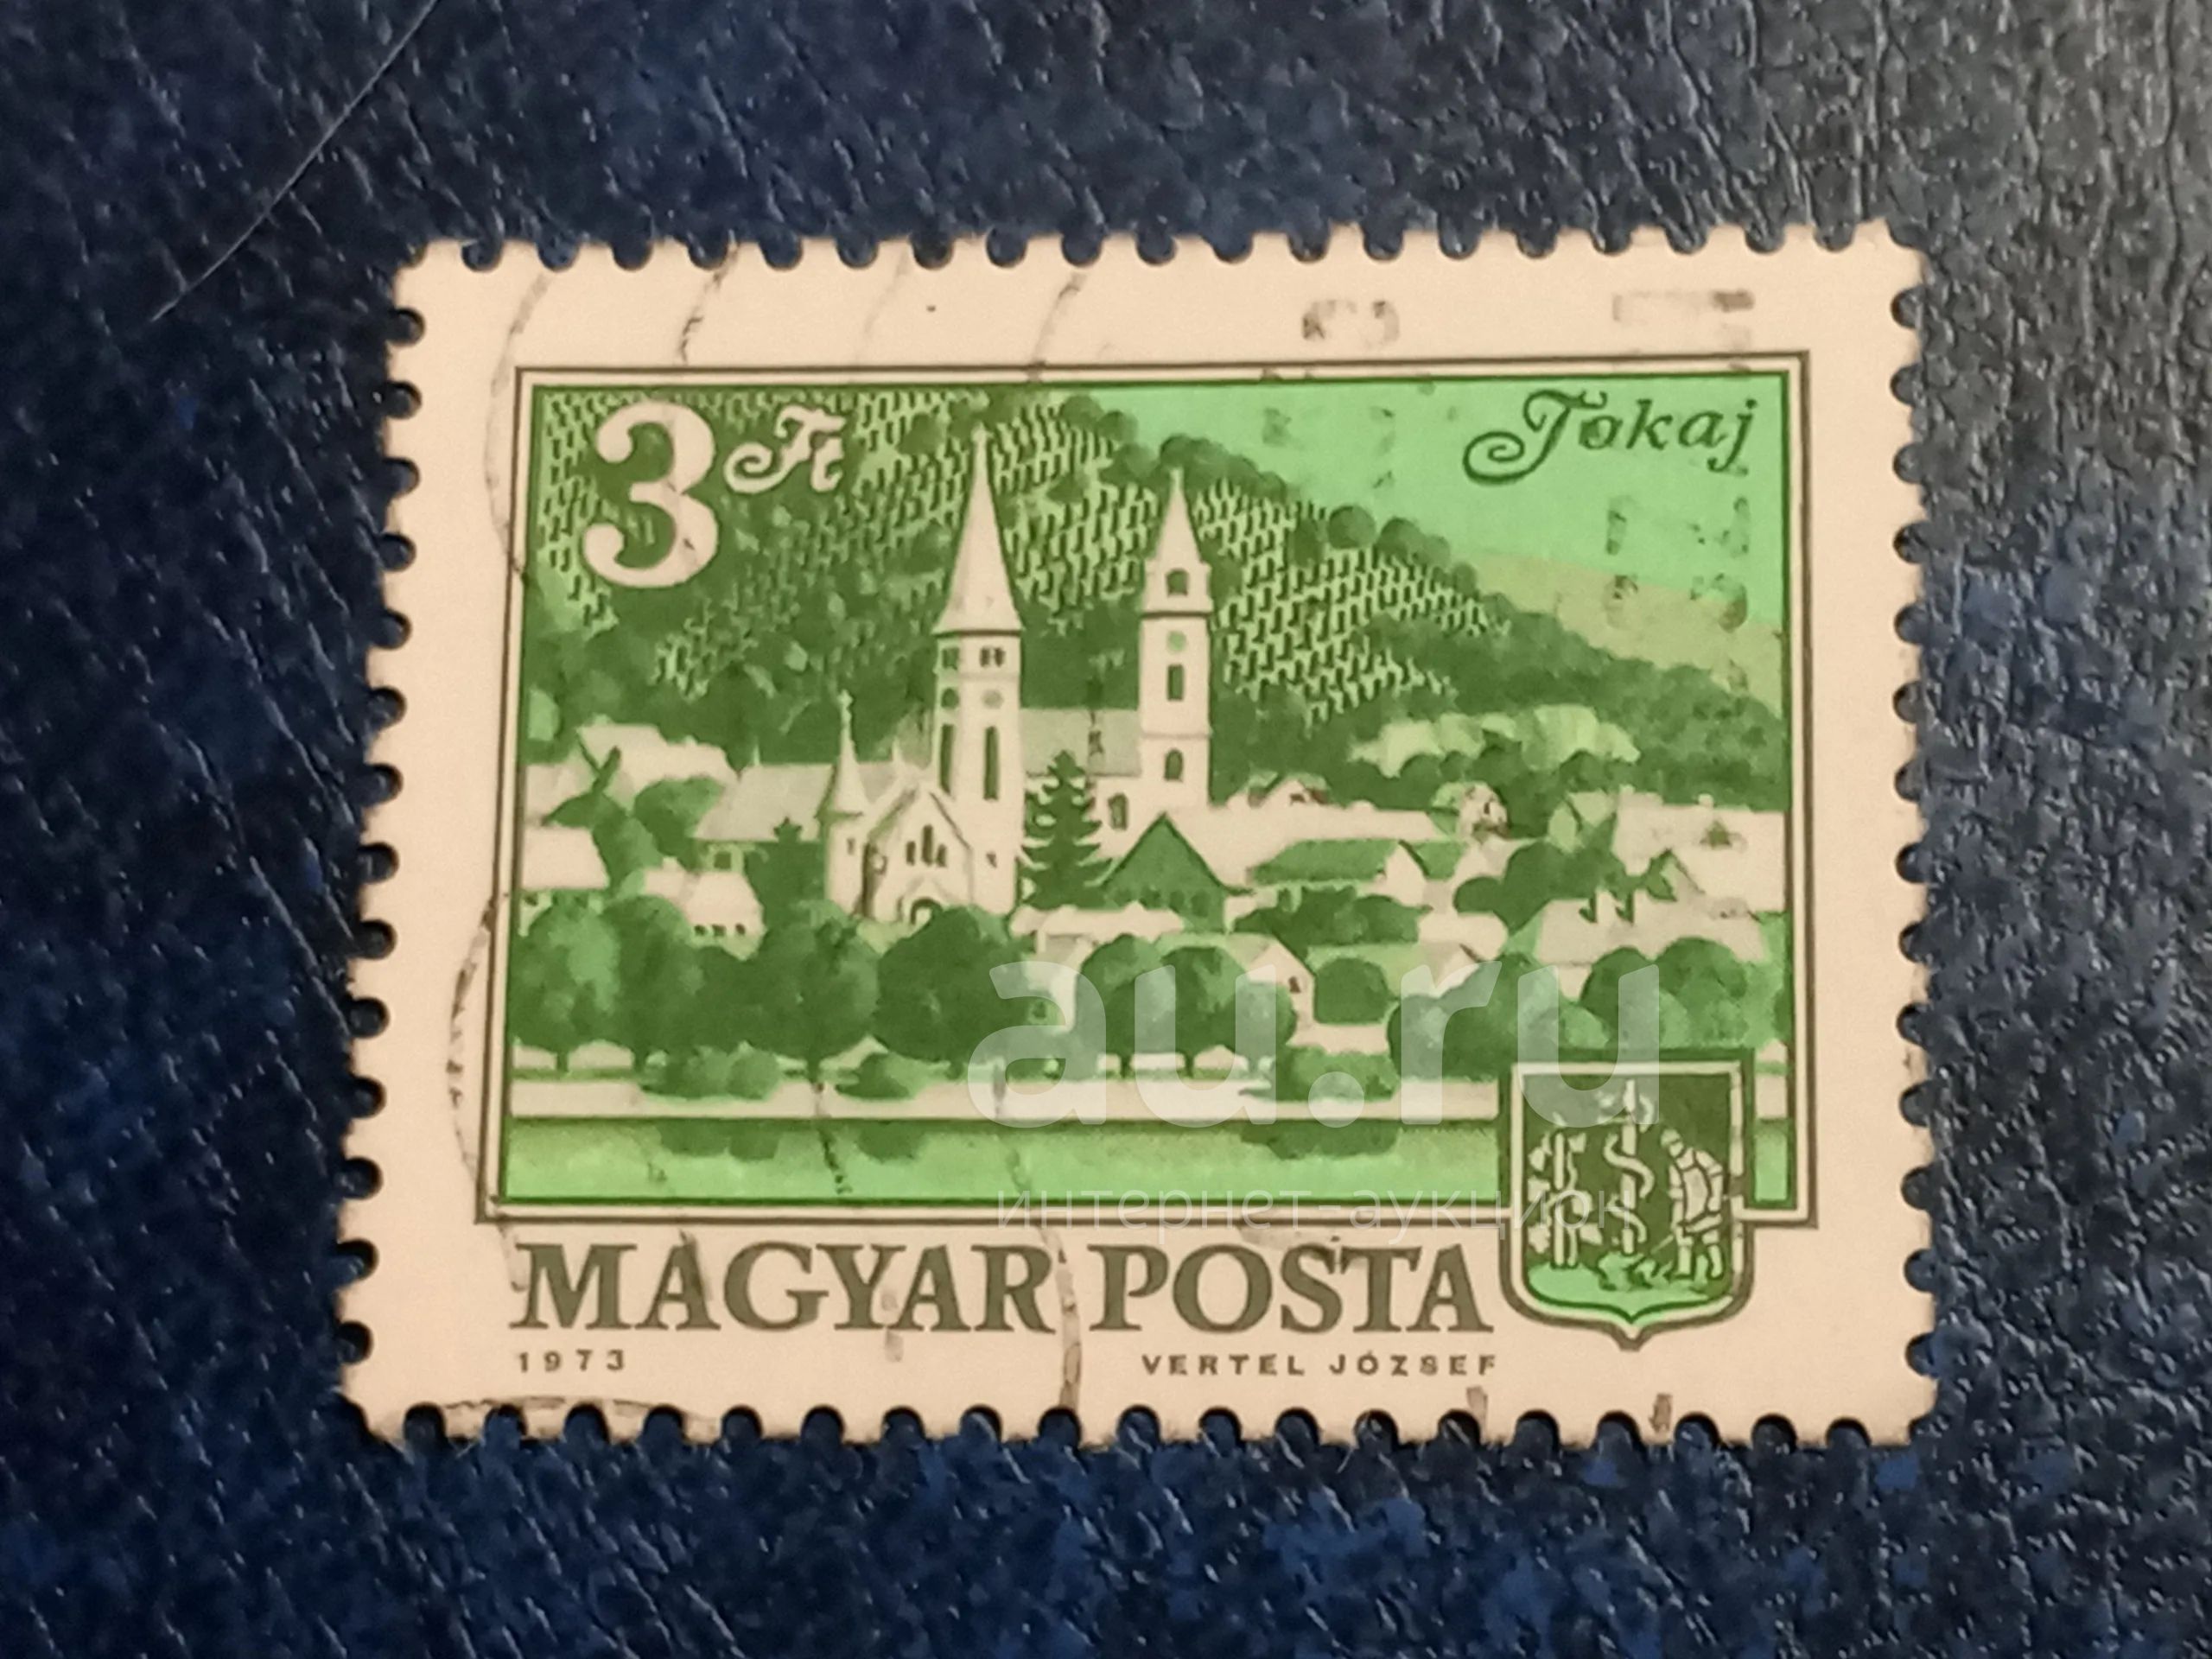 3 Ft
Tokaj
au.ru
интернет-аукцион
MAGYAR POSTA
1973
VERTEL JÓZSEF